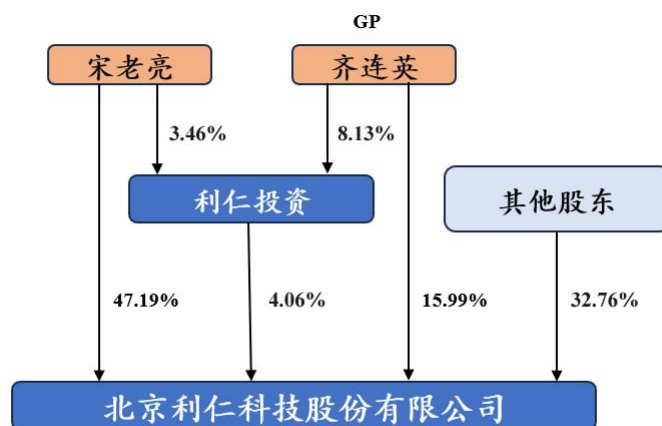 GP
宋老亮
齐连英
3.46%
8.13%
利仁投资
其他股东
47.19%
4.06%
15.99%
32.76%
北京利仁科技股份有限公司